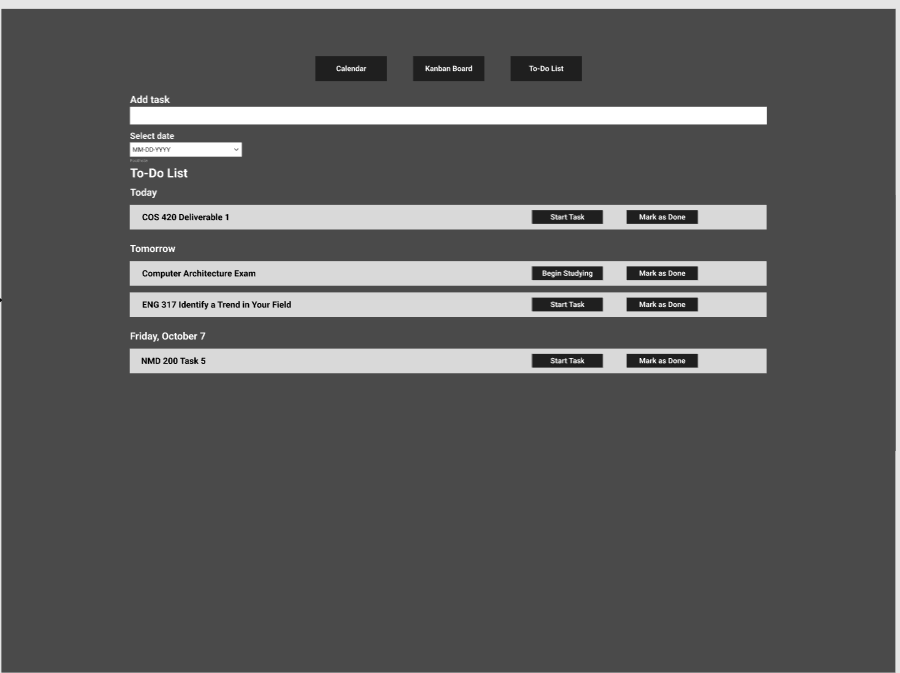 Calendar Kanban Board To-Do List
Add task
Select date
MM-DD-YYYY
To-Do List
Today
COS 420 Deliverable 1 Start Task Mark as Done
Tomorrow
Computer Architecture Exam Begin Studying Mark as Done
ENG 317 Identify a Trend in Your Field Start Task Mark as Done
Friday, October 7
NMD 200 Task 5 Start Task Mark as Done